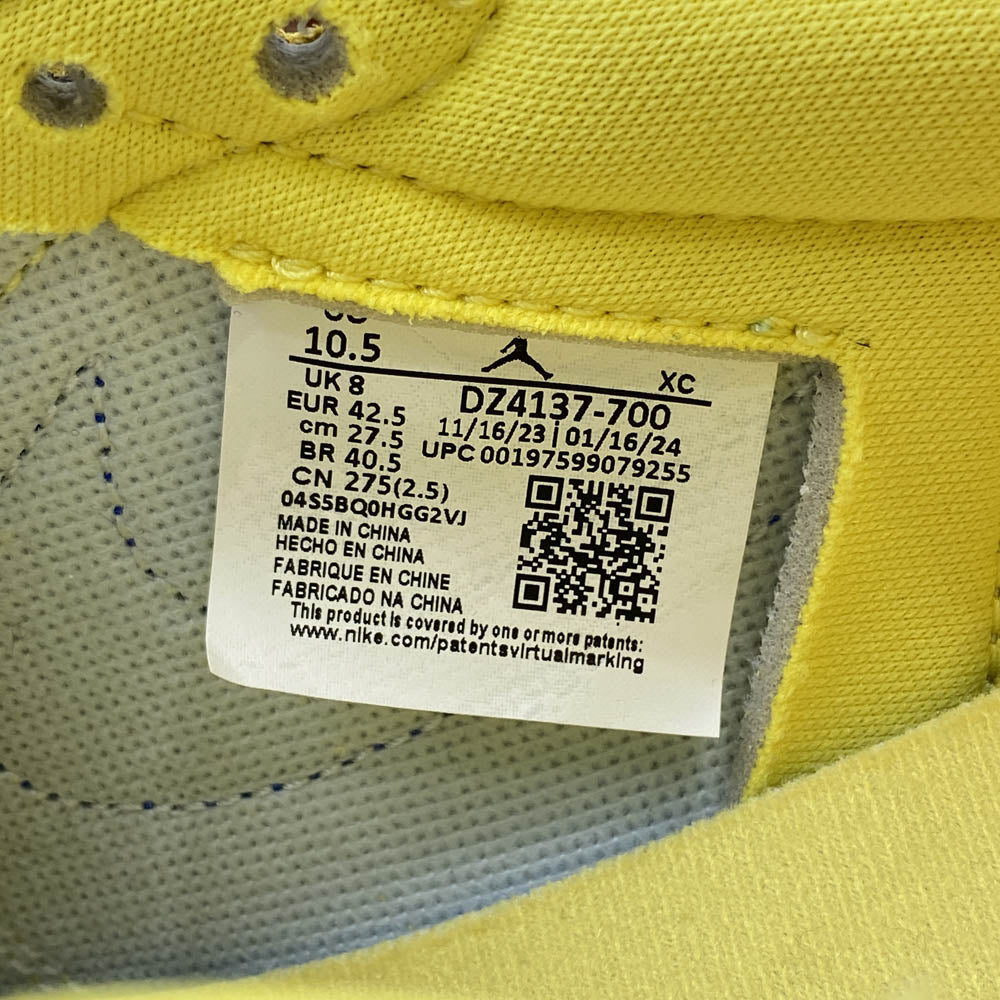 10.5
XC
UK 8
DZ4137-700
EUR 42.5
11/16/23 | 01/16/24
cm 27.5
UPC 00197599079255
BR 40.5
CN 275(2.5)
04S5BQ0HGG2VJ
MADE IN CHINA
HECHO EN CHINA
FABRIQUE EN CHINE
FABRICADO NA CHINA
This product is covered by one or more patents:
www.nike.com/patentsvirtualmarking